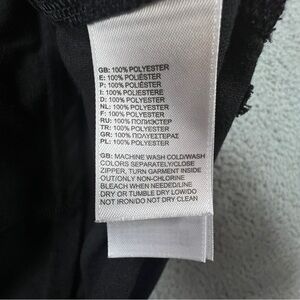 GB: 100% POLYESTER
E: 100% POLIÉSTER
P: 100% POLIÉSTER
I: 100% POLIESTERE
D: 100% POLYESTER
NL: 100% POLYESTER
F: 100% POLYESTER
RU: 100% ПОЛИЭСТЕР
TR: 100% POLYESTER
GR: 100% ΠΟΛΥΕΣΤΕΡΑΣ
PL: 100% POLYESTER
GB: MACHINE WASH COLD/WASH
COLORS SEPARATELY/CLOSE
ZIPPER, TURN GARMENT INSIDE
OUT/ONLY NON-CHLORINE
BLEACH WHEN NEEDED/LINE
DRY OR TUMBLE DRY LOW/DO
NOT IRON/DO NOT DRY CLEAN